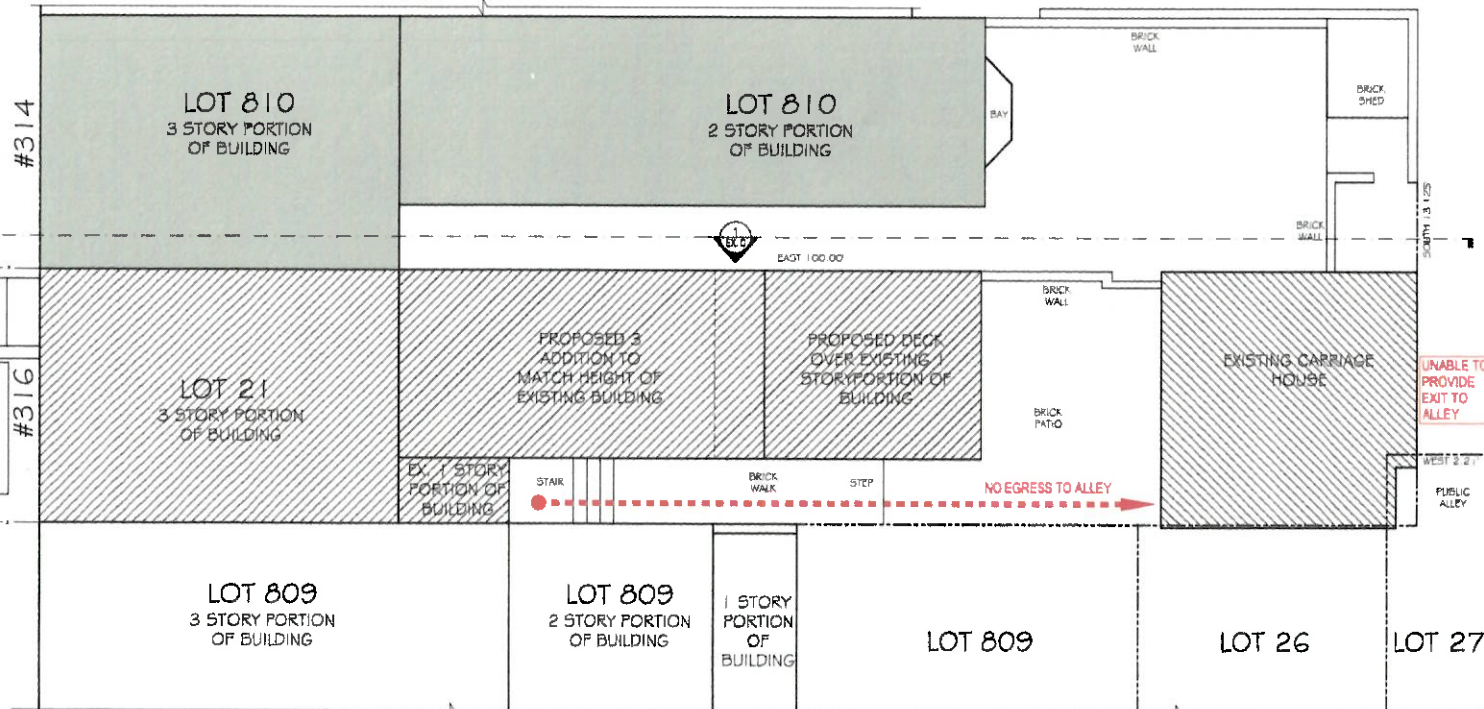 #314
LOT 810
3 STORY PORTION
OF BUILDING
LOT 810
2 STORY PORTION
OF BUILDING
BAY
BRICK
WALL
BRICK
SHED
SOUTH 13.125
BRICK
WALL
1
EX.0
EAST 100.00'
#316
LOT 21
3 STORY PORTION
OF BUILDING
PROPOSED 3
ADDITION TO
MATCH HEIGHT OF
EXISTING BUILDING
PROPOSED DECK
OVER EXISTING 1
STORYPORTION OF
BUILDING
BRICK
WALL
BRICK
PATIO
EXISTING CARRIAGE
HOUSE
UNABLE TO
PROVIDE
EXIT TO
ALLEY
EX. 1 STORY
PORTION OF
BUILDING
STAIR
BRICK
WALK
STEP
NO EGRESS TO ALLEY
WEST 2.21
PUBLIC
ALLEY
LOT 809
3 STORY PORTION
OF BUILDING
LOT 809
2 STORY PORTION
OF BUILDING
1 STORY
PORTION
OF
BUILDING
LOT 809
LOT 26
LOT 27